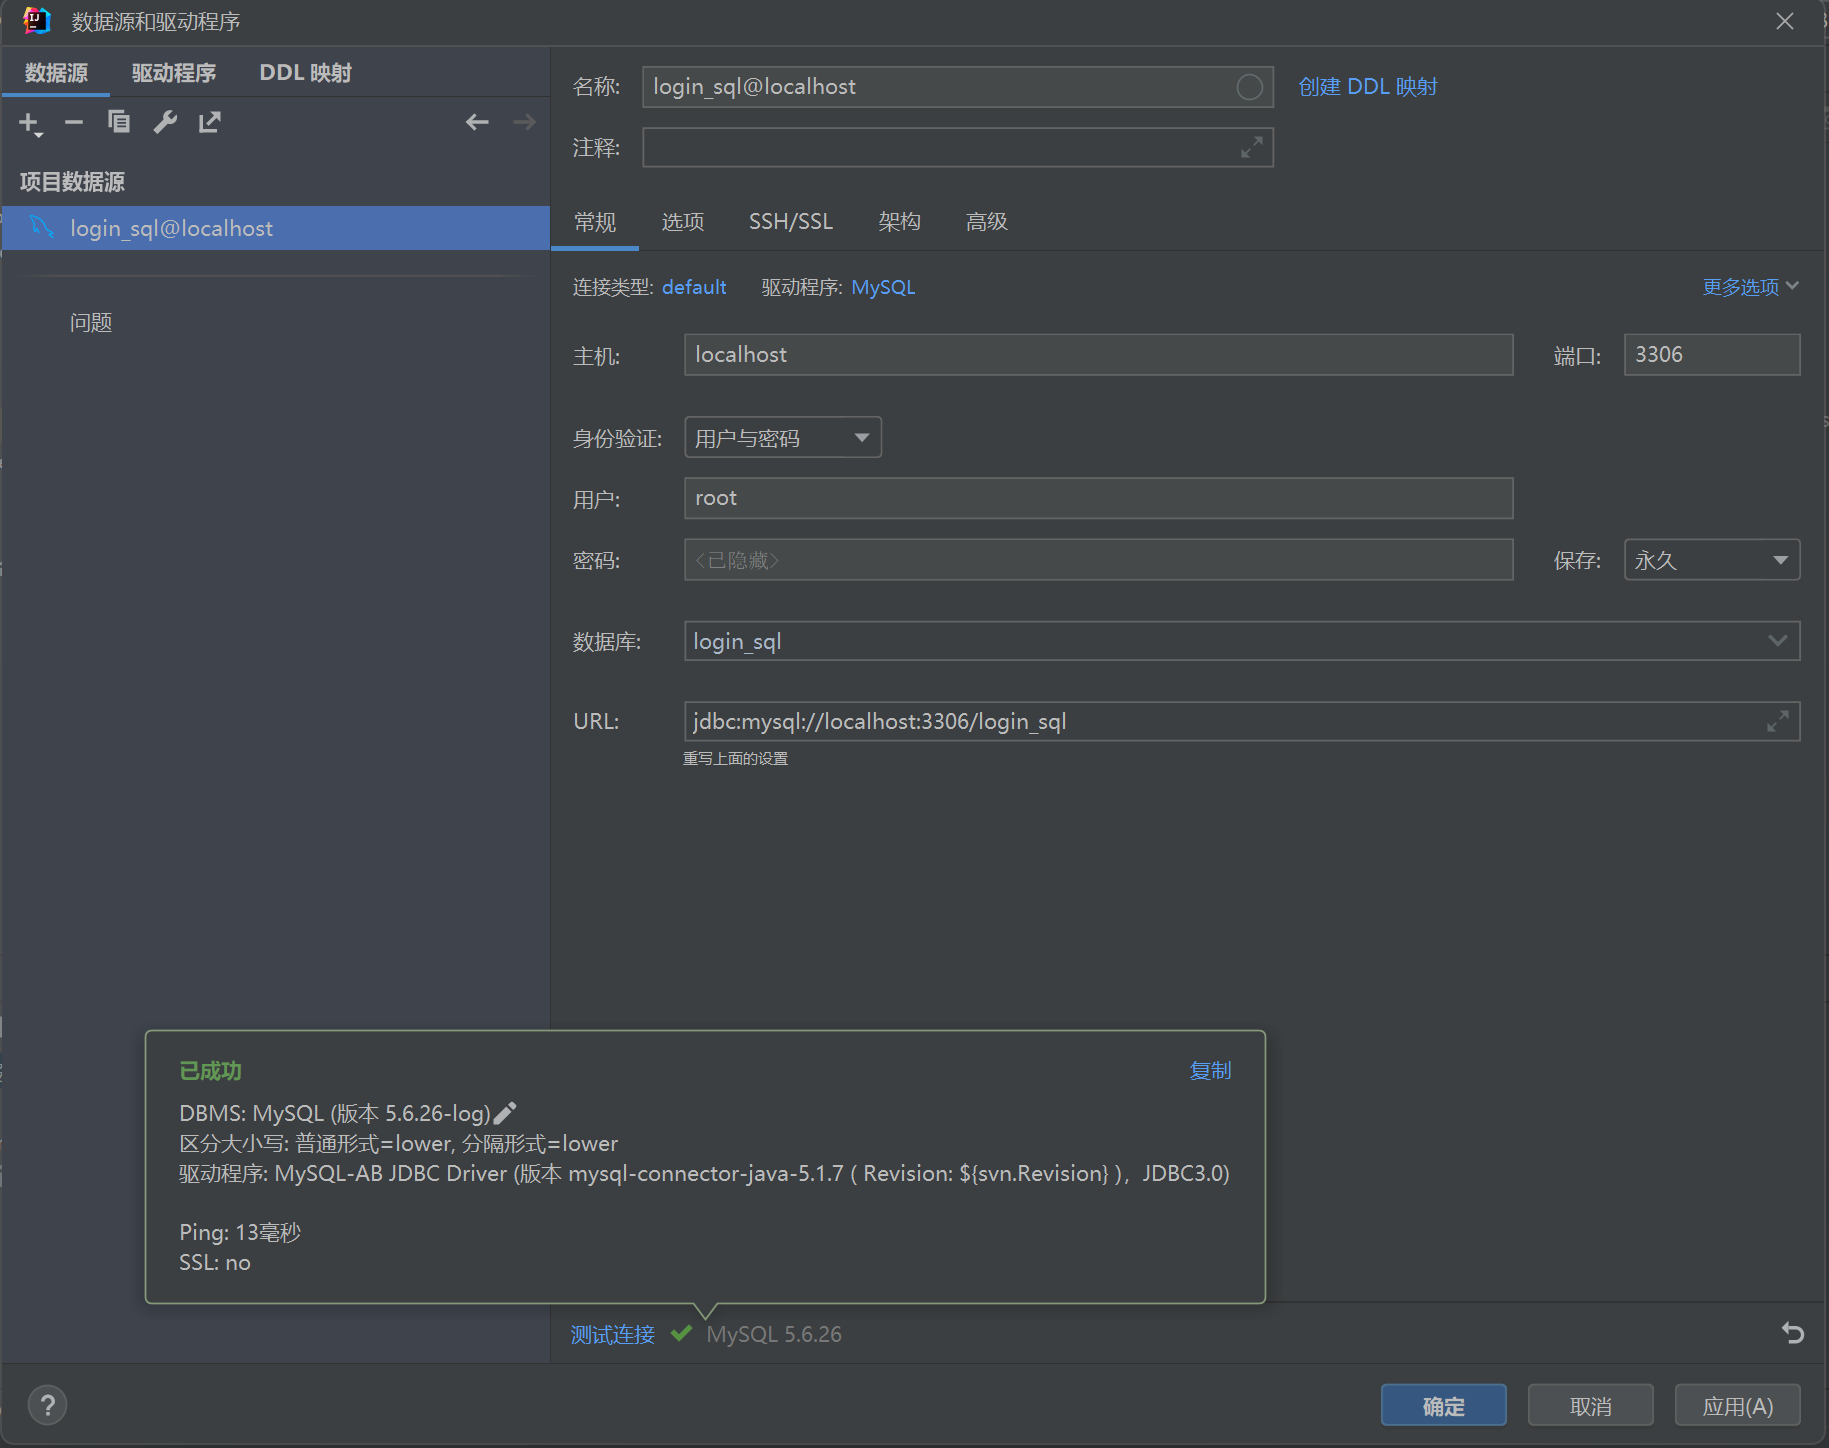 数据源和驱动程序
数据源 驱动程序 DDL 映射
项目数据源
login_sql@localhost
问题
名称: login_sql@localhost 创建 DDL 映射
注释:
常规 选项 SSH/SSL 架构 高级
连接类型: default 驱动程序: MySQL 更多选项
主机: localhost 端口: 3306
身份验证: 用户与密码
用户: root
密码: <已隐藏> 保存: 永久
数据库: login_sql
URL: jdbc:mysql://localhost:3306/login_sql
重写上面的设置
已成功 复制
DBMS: MySQL (版本 5.6.26-log)
区分大小写: 普通形式=lower, 分隔形式=lower
驱动程序: MySQL-AB JDBC Driver (版本 mysql-connector-java-5.1.7 ( Revision: ${svn.Revision} ), JDBC3.0)
Ping: 13毫秒
SSL: no
测试连接 MySQL 5.6.26
? 确定 取消 应用(A)